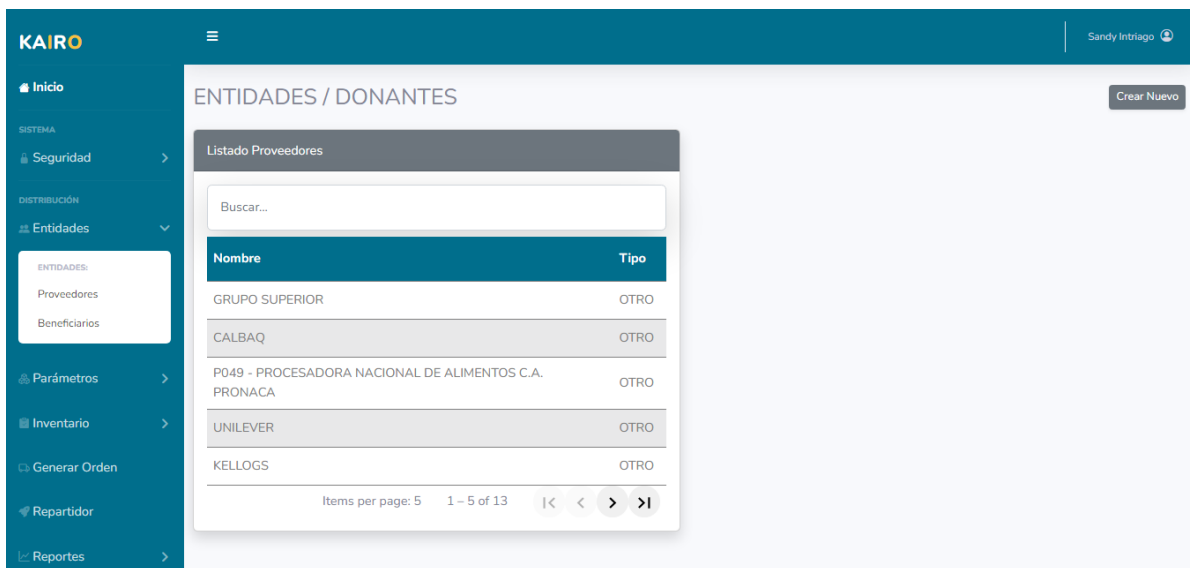 KAIRO
Sandy Intriago
Inicio
SISTEMA
Seguridad
DISTRIBUCIÓN
Entidades
ENTIDADES:
Proveedores
Beneficiarios
Parámetros
Inventario
Generar Orden
Repartidor
Reportes
ENTIDADES / DONANTES
Crear Nuevo
Listado Proveedores
Buscar...
Nombre Tipo
GRUPO SUPERIOR OTRO
CALBAQ OTRO
P049 - PROCESADORA NACIONAL DE ALIMENTOS C.A.
PRONACA OTRO
UNILEVER OTRO
KELLOGS OTRO
Items per page: 5 1 – 5 of 13